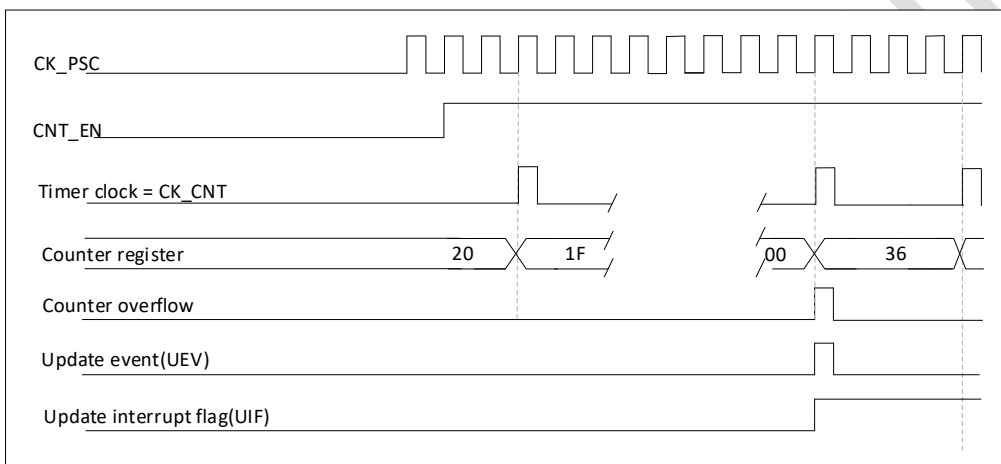 CK_PSC
CNT_EN
Timer clock = CK_CNT
Counter register 20 1F 00 36
Counter overflow
Update event(UEV)
Update interrupt flag(UIF)